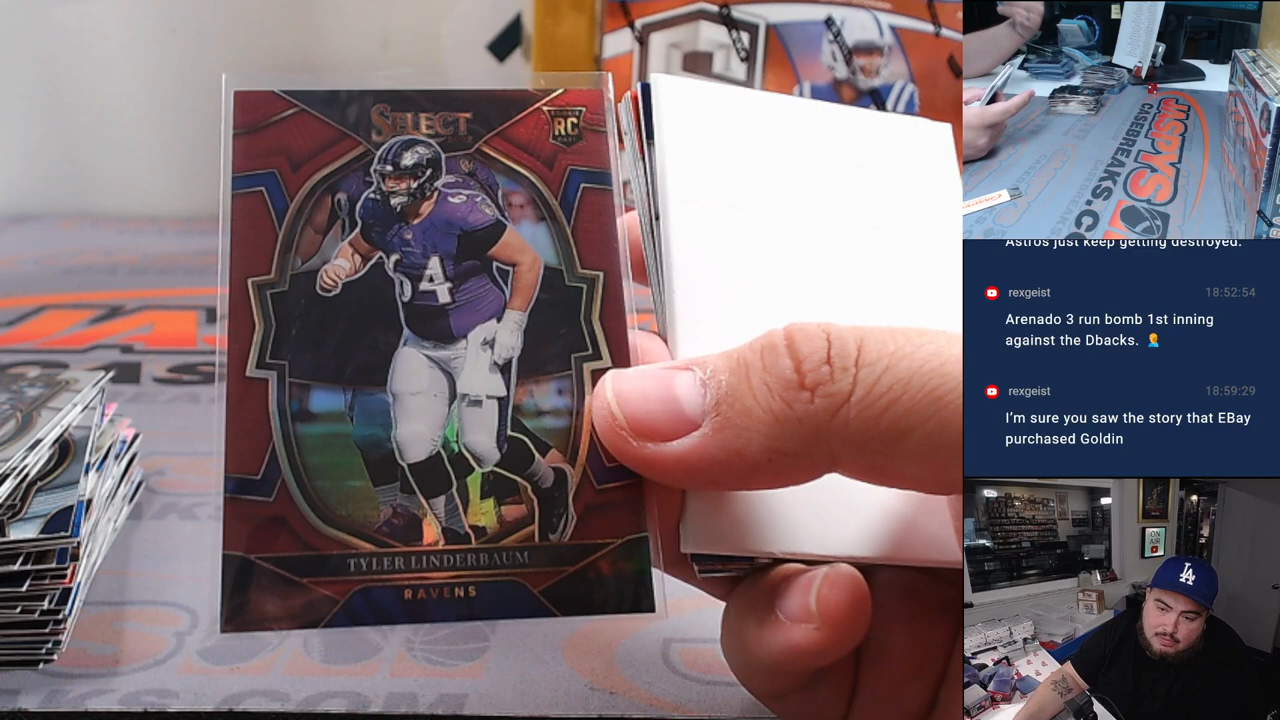 SELECT
ROOKIE
RC
64
TYLER LINDERBAUM
RAVENS
JASPYS
CASEBREAKS.CO
Astros just keep getting destroyed.
rexgeist 18:52:54
Arenado 3 run bomb 1st inning
against the Dbacks. 🤦
rexgeist 18:59:29
I'm sure you saw the story that EBay
purchased Goldin
ON
AIR
LA